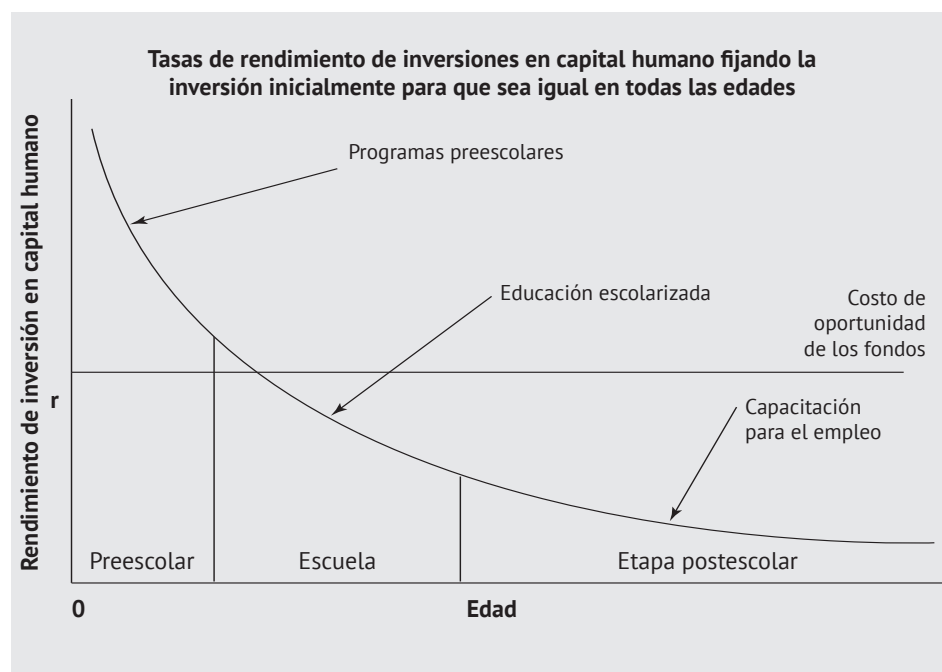 Tasas de rendimiento de inversiones en capital humano fijando la
inversión inicialmente para que sea igual en todas las edades
Rendimiento de inversión en capital humano
Programas preescolares
Educación escolarizada
Costo de
oportunidad
de los fondos
r
Capacitación
para el empleo
Preescolar
Escuela
Etapa postescolar
0
Edad